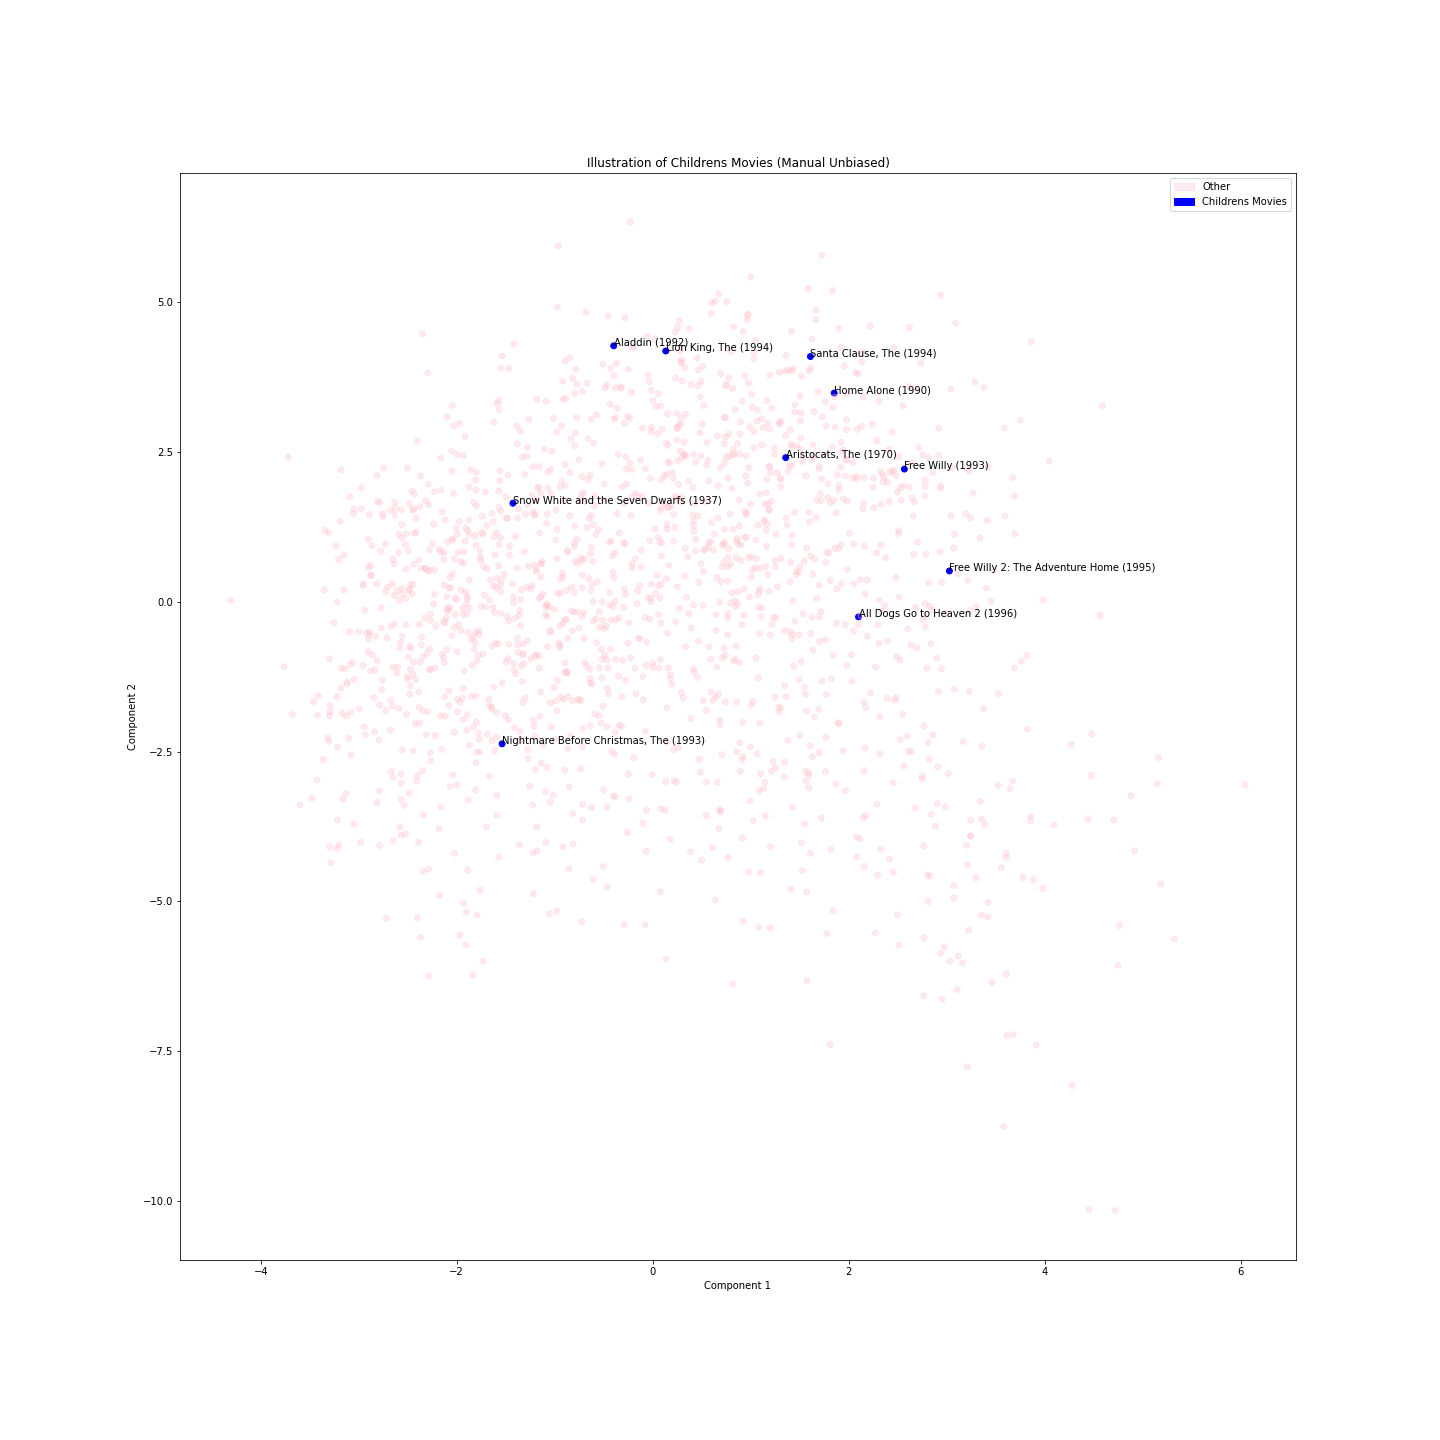 Illustration of Childrens Movies (Manual Unbiased)
Other
Childrens Movies
5.0
2.5
0.0
−2.5
−5.0
−7.5
−10.0
Component 2
Aladdin (1992)
Lion King, The (1994)
Santa Clause, The (1994)
Home Alone (1990)
Aristocats, The (1970)
Free Willy (1993)
Snow White and the Seven Dwarfs (1937)
Free Willy 2: The Adventure Home (1995)
All Dogs Go to Heaven 2 (1996)
Nightmare Before Christmas, The (1993)
−4
−2
0
2
4
6
Component 1